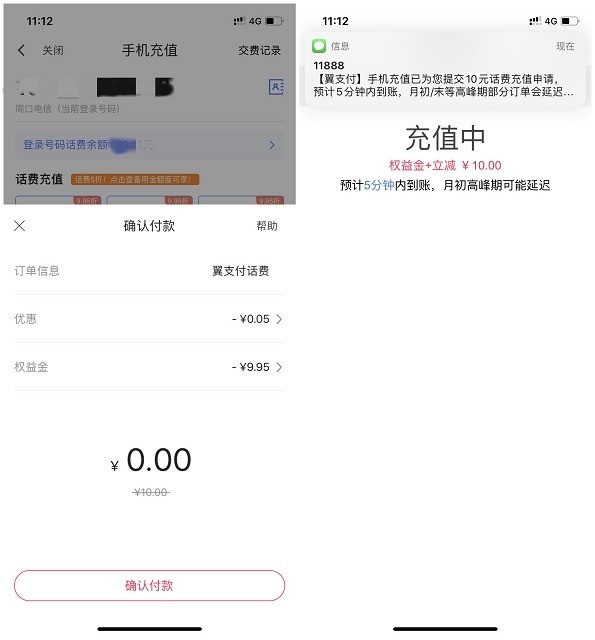 11:12
4G
关闭
手机充值
交费记录
周口电信（当前登录号码）
登录号码话费余额
元
话费充值
话费5折！点击查备用金额度可享！
9.95折
9.95折
9.95折
确认付款
帮助
订单信息
翼支付话费
优惠
- ¥0.05
权益金
- ¥9.95
¥ 0.00
¥10.00
确认付款
11:12
4G
信息
现在
11888
【翼支付】手机充值已为您提交10元话费充值申请，
预计5分钟内到账，月初/末等高峰期部分订单会延迟...
充值中
权益金+立减 ¥10.00
预计5分钟内到账，月初高峰期可能延迟